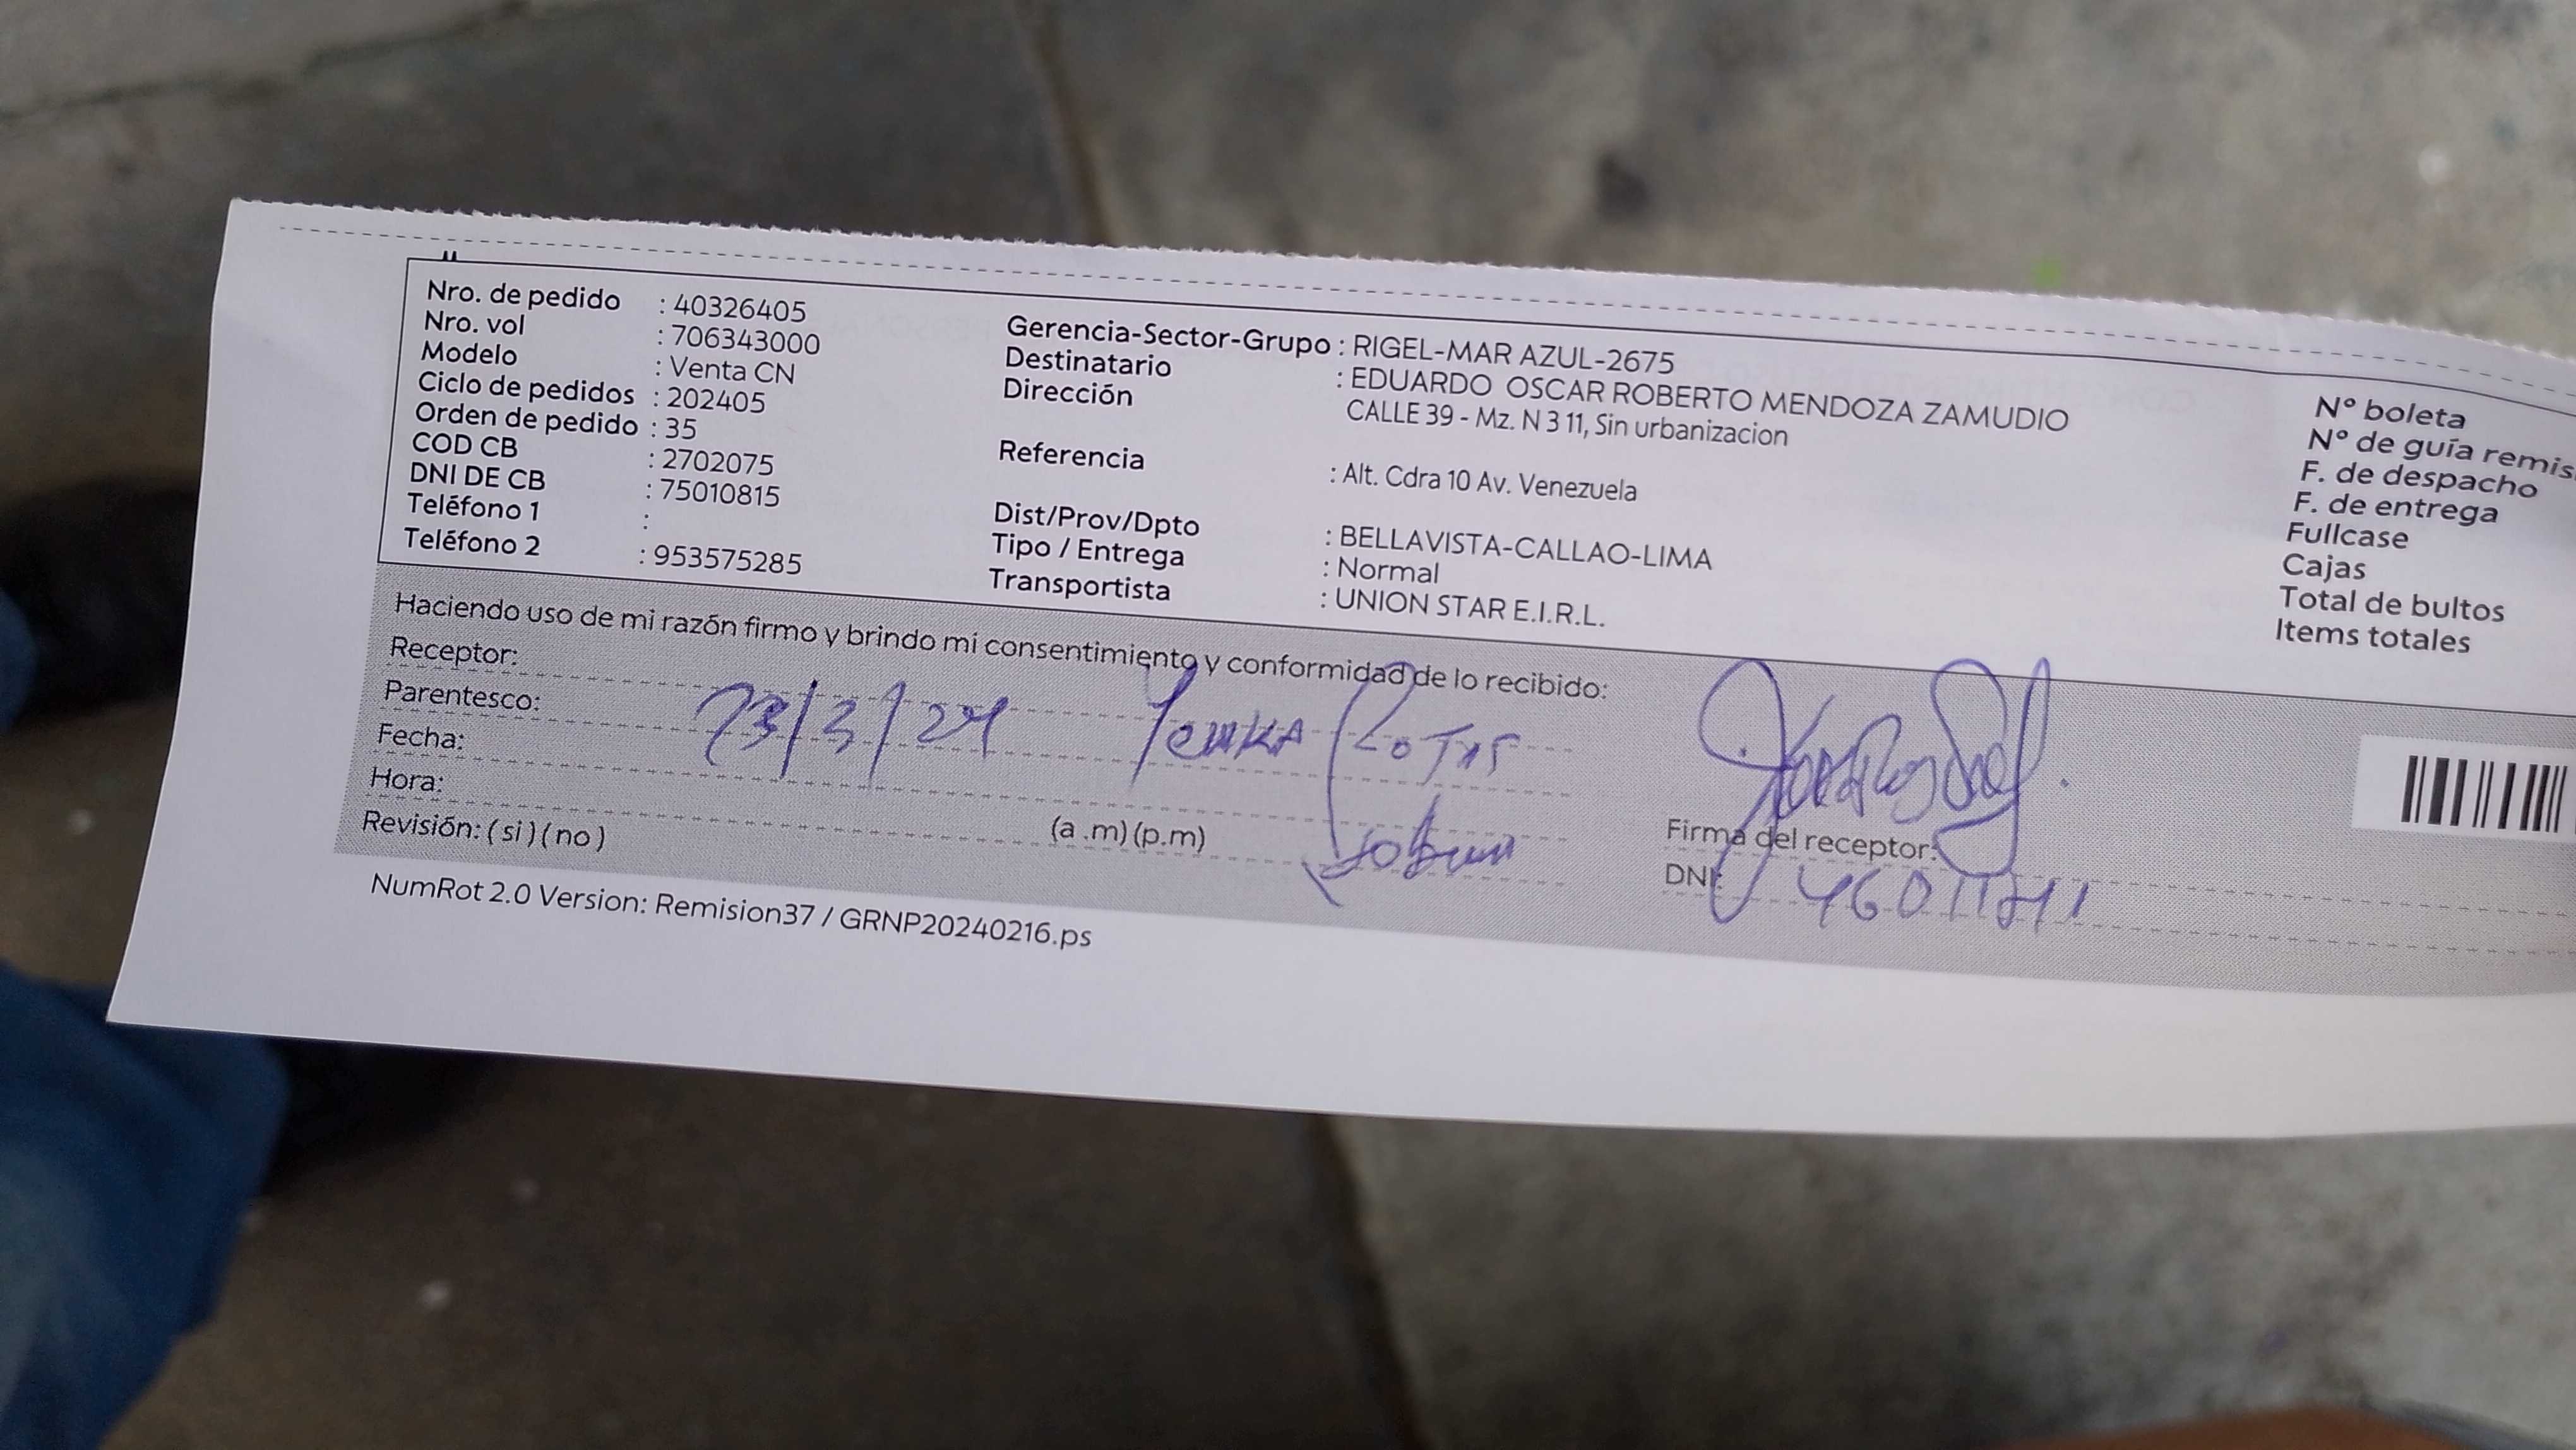 Nro. de pedido : 40326405
Nro. vol : 706343000
Modelo : Venta CN
Ciclo de pedidos : 202405
Orden de pedido : 35
COD CB : 2702075
DNI DE CB : 75010815
Teléfono 1 :
Teléfono 2 : 953575285
Gerencia-Sector-Grupo : RIGEL-MAR AZUL-2675
Destinatario : EDUARDO OSCAR ROBERTO MENDOZA ZAMUDIO
Dirección CALLE 39 - Mz. N 3 11, Sin urbanizacion
Referencia : Alt. Cdra 10 Av. Venezuela
Dist/Prov/Dpto : BELLAVISTA-CALLAO-LIMA
Tipo / Entrega : Normal
Transportista : UNION STAR E.I.R.L.
Nº boleta
Nº de guía remis
F. de despacho
F. de entrega
Fullcase
Cajas
Total de bultos
Items totales
Haciendo uso de mi razón firmo y brindo mi consentimiento y conformidad de lo recibido:
Receptor:
Parentesco:
Fecha:
Hora: (a .m) (p.m)
Revisión: ( si ) ( no )
Firma del receptor:
DNI:
NumRot 2.0 Version: Remision37 / GRNP20240216.ps